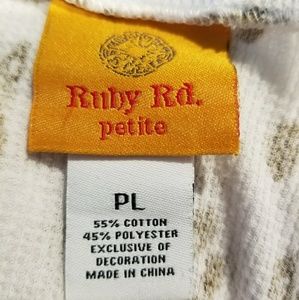 Ruby Rd.
petite
PL
55% COTTON
45% POLYESTER
EXCLUSIVE OF
DECORATION
MADE IN CHINA